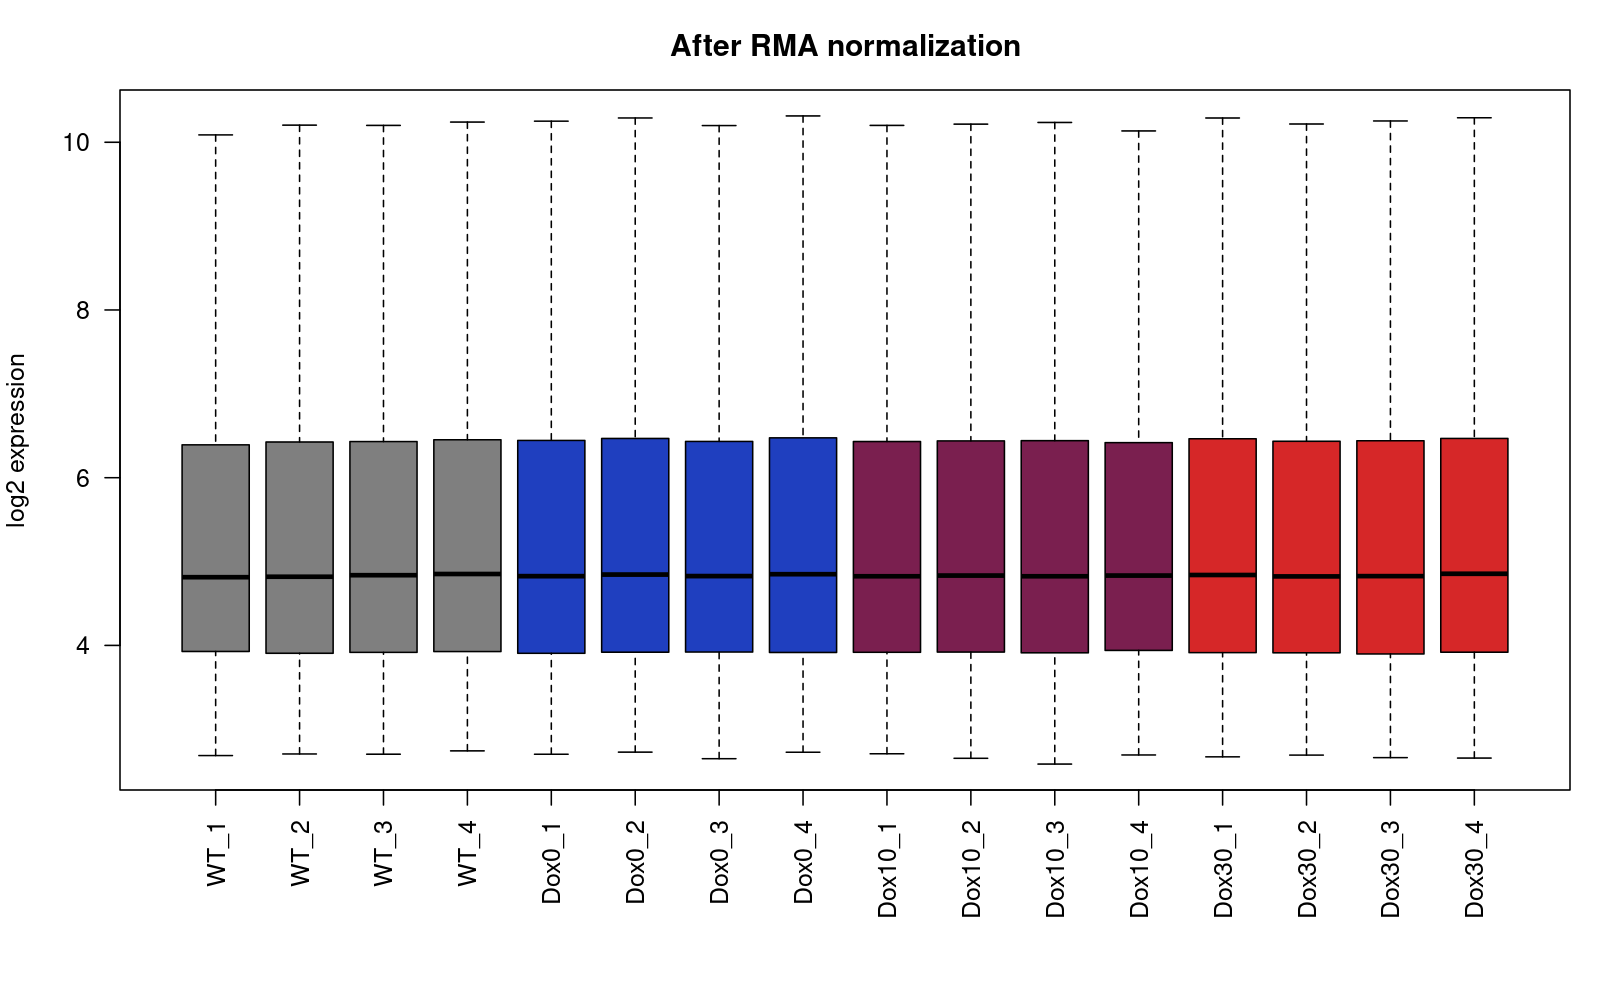 After RMA normalization
log2 expression
10
8
6
4
WT_1
WT_2
WT_3
WT_4
Dox0_1
Dox0_2
Dox0_3
Dox0_4
Dox10_1
Dox10_2
Dox10_3
Dox10_4
Dox30_1
Dox30_2
Dox30_3
Dox30_4